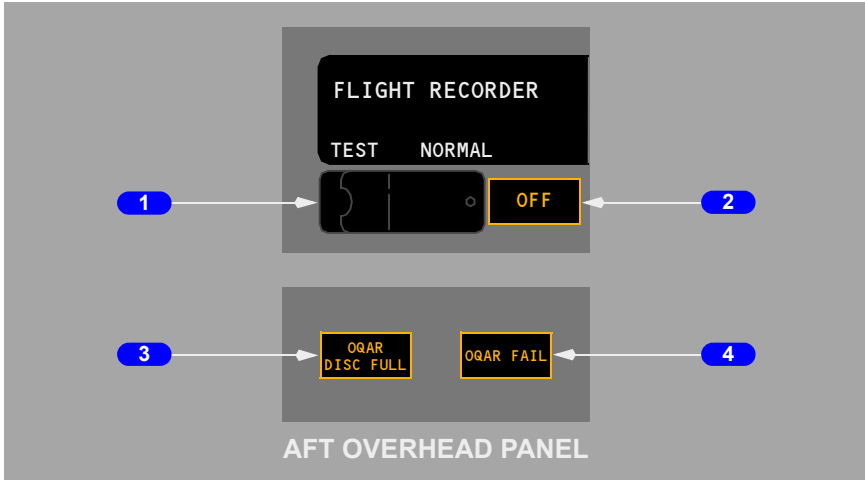 FLIGHT RECORDER
TEST NORMAL
1
OFF
2
3
OQAR
DISC FULL
OQAR FAIL
4
AFT OVERHEAD PANEL